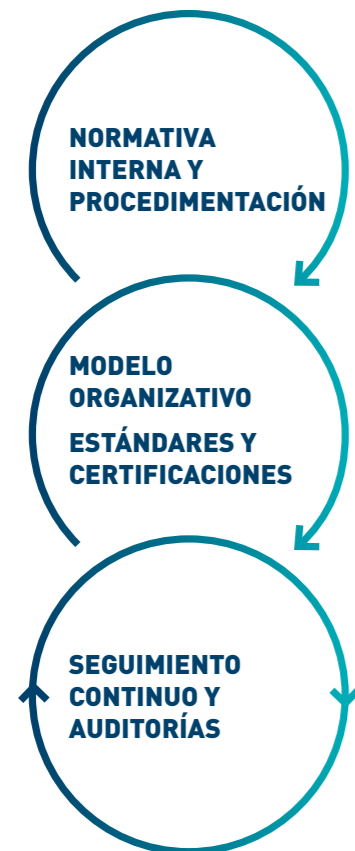 NORMATIVA
INTERNA Y
PROCEDIMENTACIÓN
MODELO
ORGANIZATIVO
ESTÁNDARES Y
CERTIFICACIONES
SEGUIMIENTO
CONTINUO Y
AUDITORÍAS